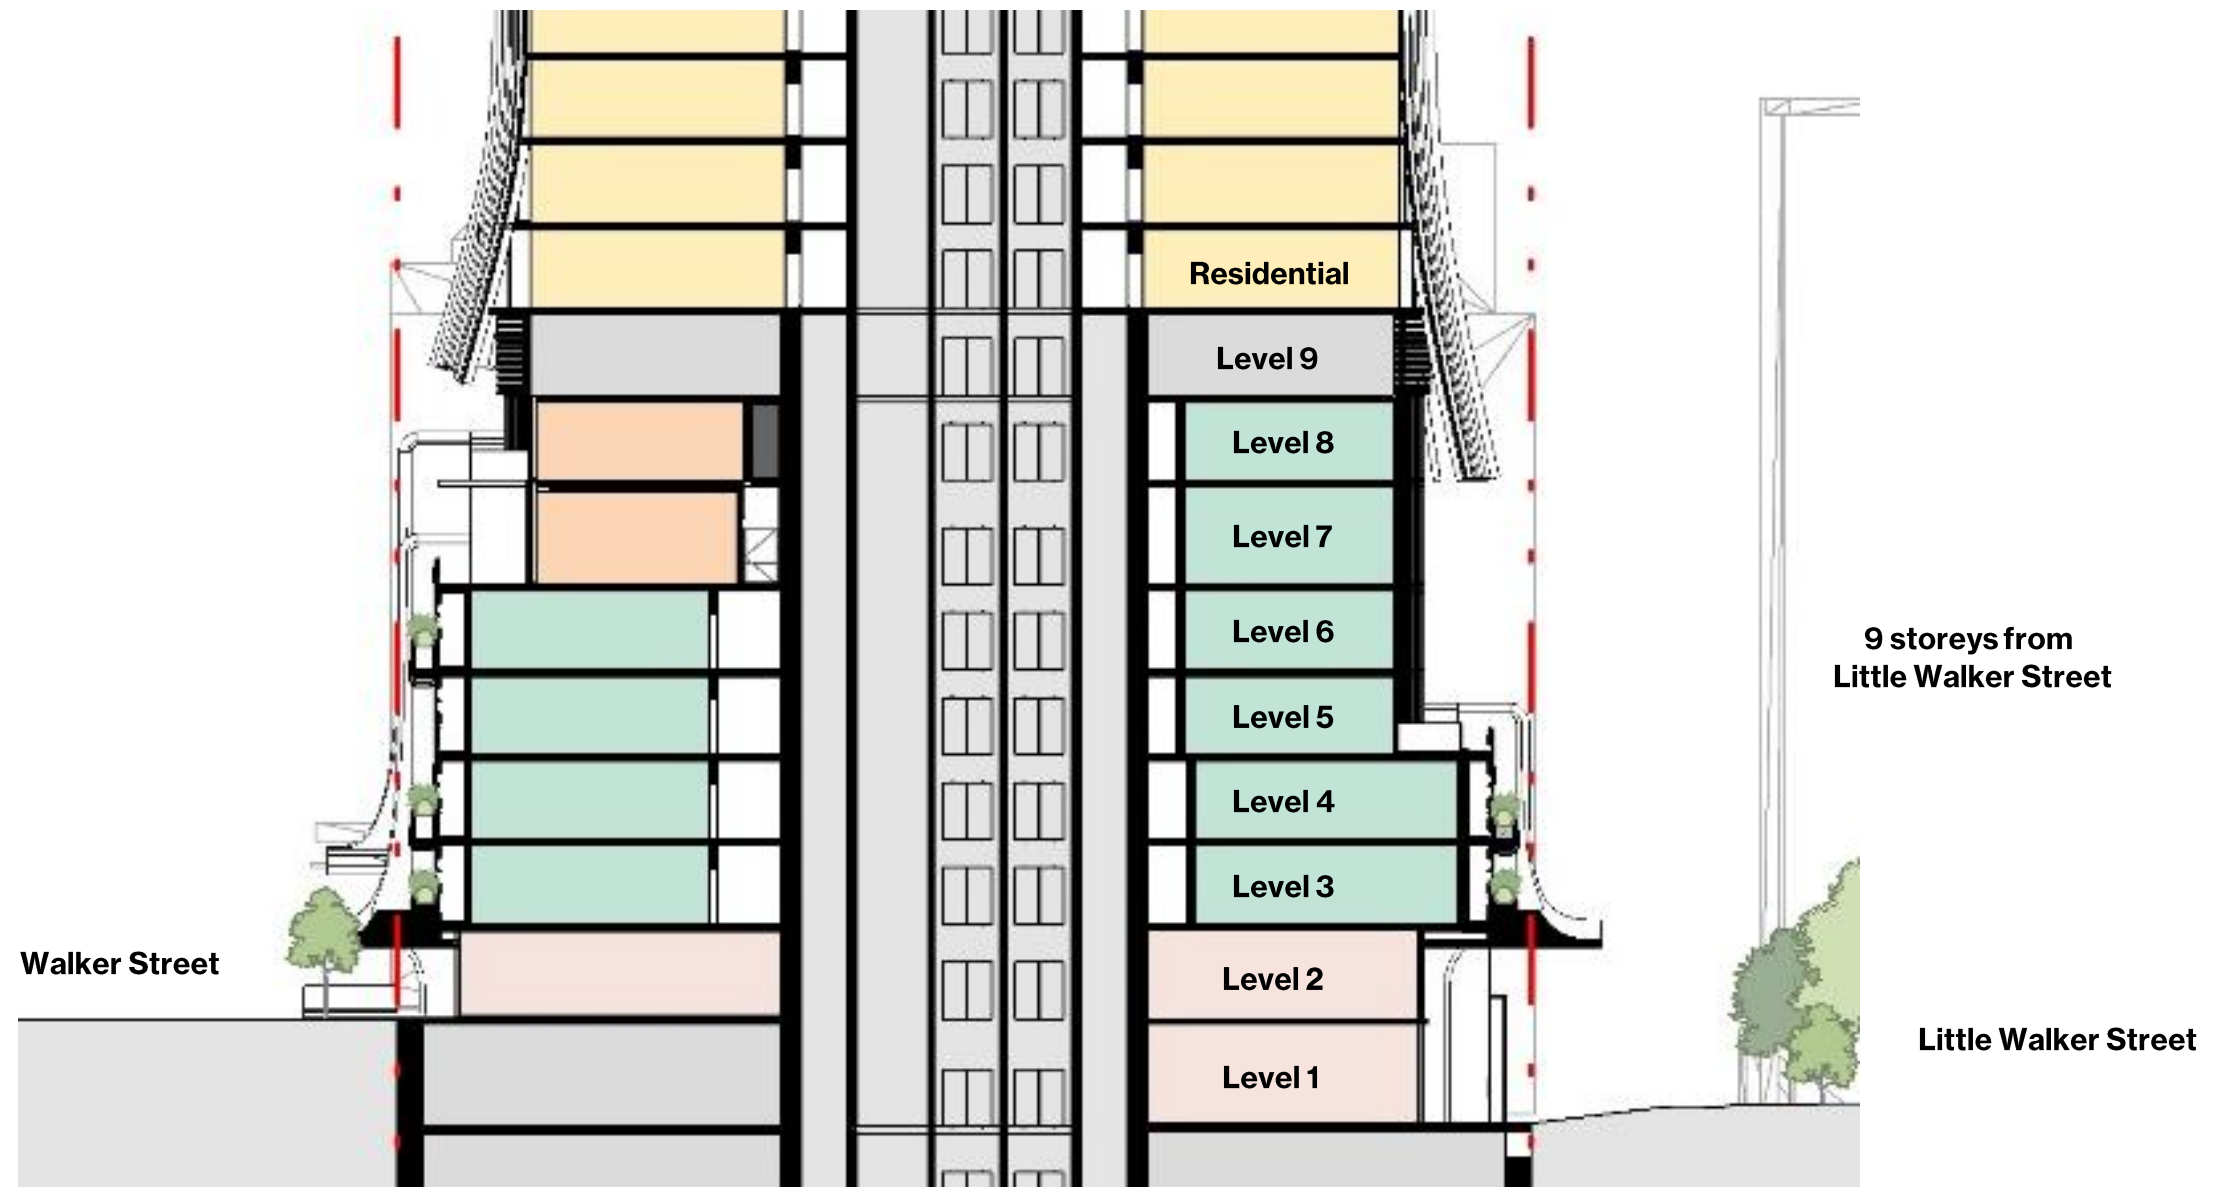 Residential
Level 9
Level 8
Level 7
Level 6
9 storeys from
Little Walker Street
Level 5
Level 4
Level 3
Walker Street
Level 2
Little Walker Street
Level 1